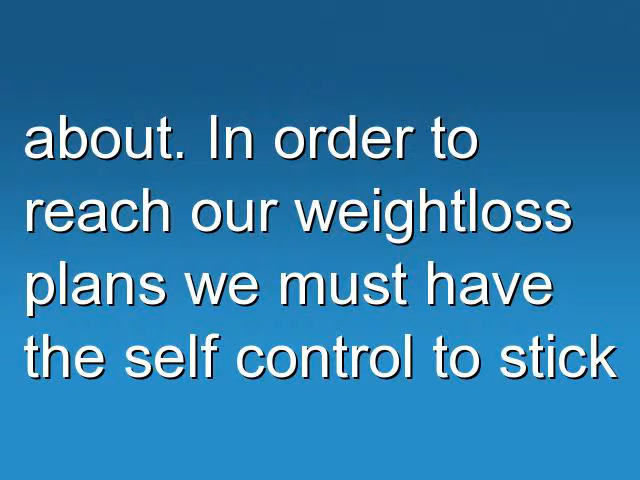 about. In order to
reach our weightloss
plans we must have
the self control to stick